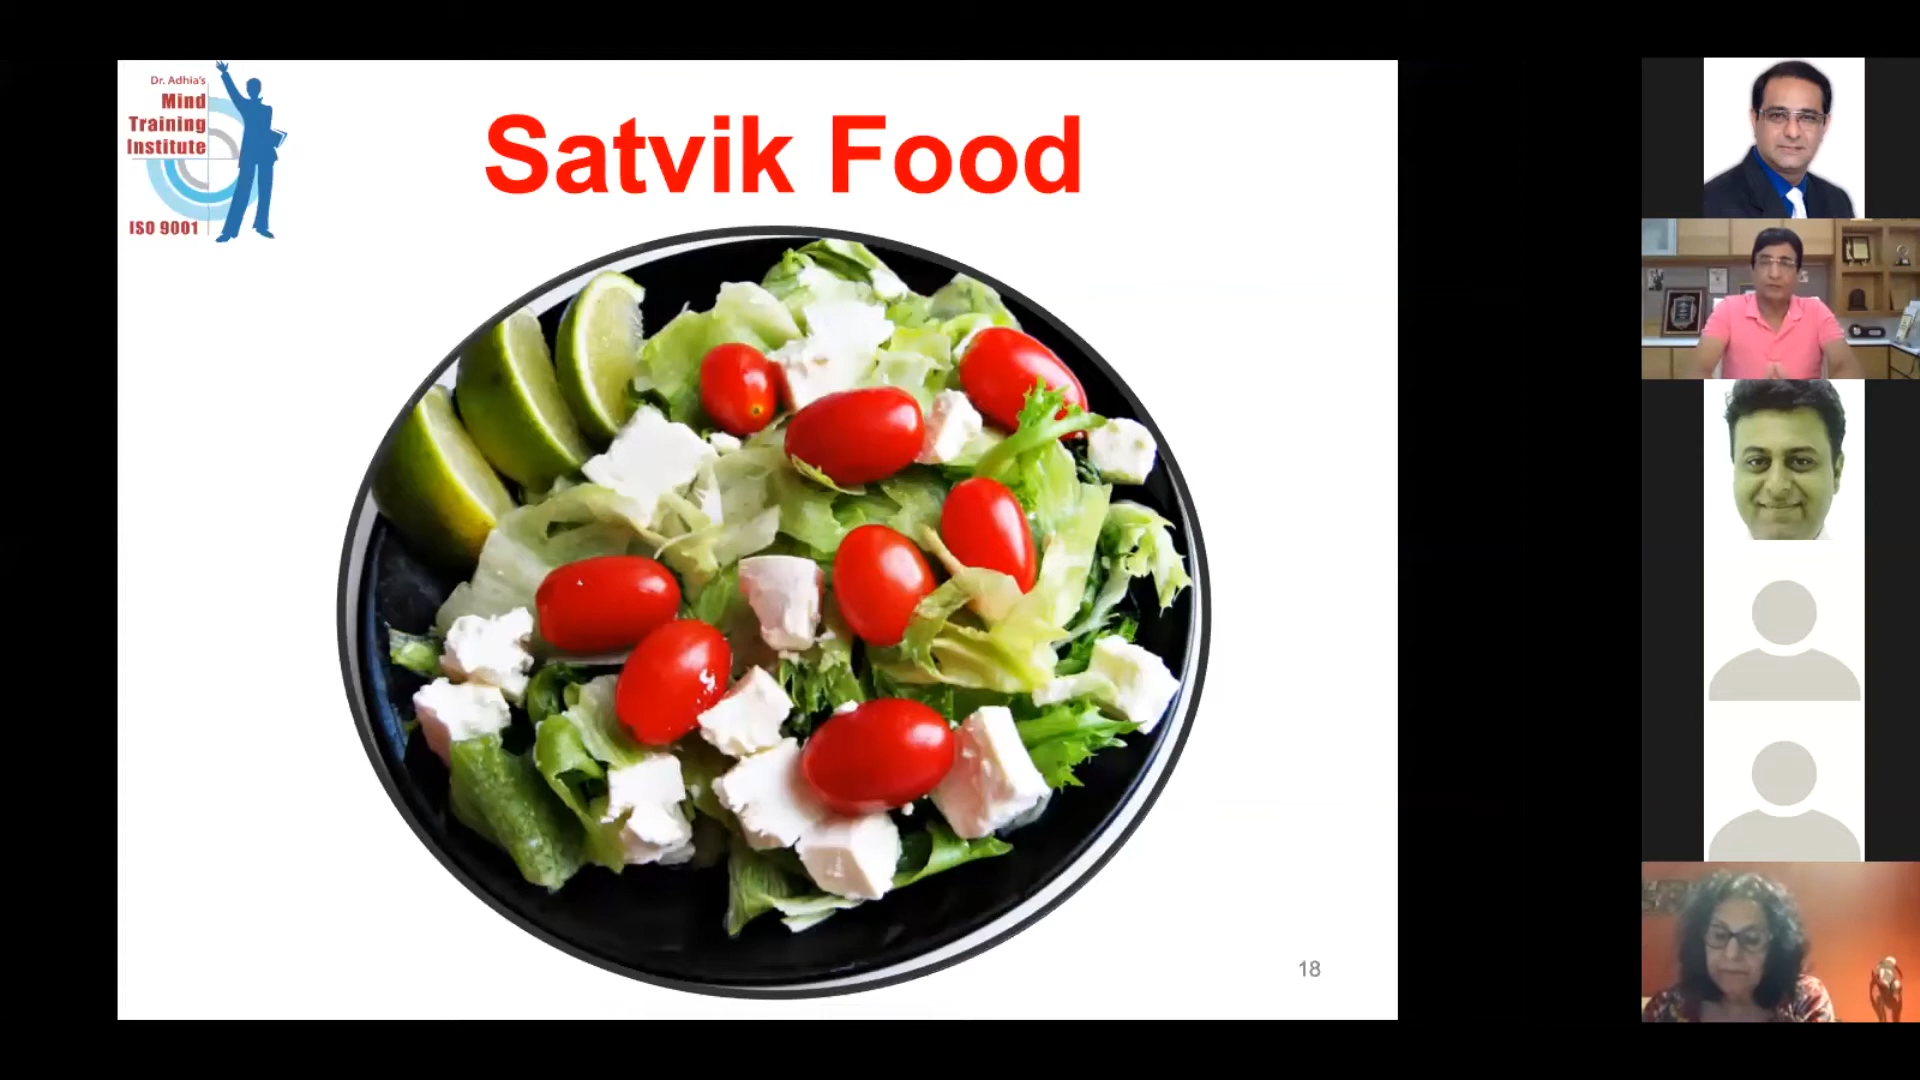 Dr. Adhia's
Mind
Training
Institute
ISO 9001
Satvik Food
18